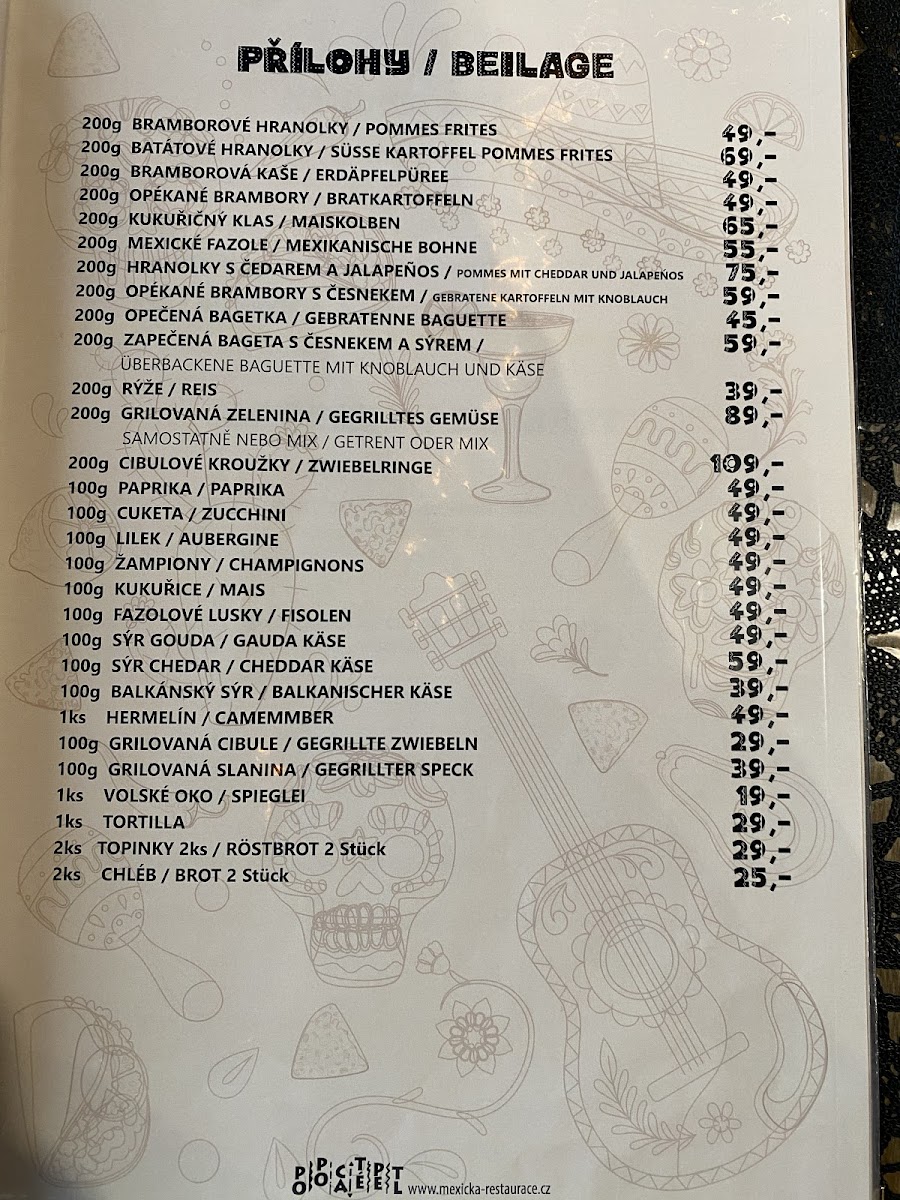 PŘÍLOHY / BEILAGE
200g BRAMBOROVÉ HRANOLKY / POMMES FRITES 49,-
200g BATÁTOVÉ HRANOLKY / SÜSSE KARTOFFEL POMMES FRITES 69,-
200g BRAMBOROVÁ KAŠE / ERDÄPFELPÜREE 49,-
200g OPÉKANÉ BRAMBORY / BRATKARTOFFELN 49,-
200g KUKUŘIČNÝ KLAS / MAISKOLBEN 65,-
200g MEXICKÉ FAZOLE / MEXIKANISCHE BOHNE 55,-
200g HRANOLKY S ČEDAREM A JALAPEÑOS / POMMES MIT CHEDDAR UND JALAPEÑOS 75,-
200g OPÉKANÉ BRAMBORY S ČESNEKEM / GEBRATENE KARTOFFELN MIT KNOBLAUCH 59,-
200g OPEČENÁ BAGETKA / GEBRATENNE BAGUETTE 45,-
200g ZAPEČENÁ BAGETA S ČESNEKEM A SÝREM / 59,-
ÜBERBACKENE BAGUETTE MIT KNOBLAUCH UND KÄSE
200g RÝŽE / REIS 39,-
200g GRILOVANÁ ZELENINA / GEGRILLTES GEMÜSE 89,-
SAMOSTATNĚ NEBO MIX / GETRENT ODER MIX
200g CIBULOVÉ KROUŽKY / ZWIEBELRINGE 109,-
100g PAPRIKA / PAPRIKA 49,-
100g CUKETA / ZUCCHINI 49,-
100g LILEK / AUBERGINE 49,-
100g ŽAMPIONY / CHAMPIGNONS 49,-
100g KUKUŘICE / MAIS 49,-
100g FAZOLOVÉ LUSKY / FISOLEN 49,-
100g SÝR GOUDA / GAUDA KÄSE 49,-
100g SÝR CHEDAR / CHEDDAR KÄSE 59,-
100g BALKÁNSKÝ SÝR / BALKANISCHER KÄSE 39,-
1ks HERMELÍN / CAMEMMBER 49,-
100g GRILOVANÁ CIBULE / GEGRILLTE ZWIEBELN 29,-
100g GRILOVANÁ SLANINA / GEGRILLTER SPECK 39,-
1ks VOLSKÉ OKO / SPIEGLEI 19,-
1ks TORTILLA 29,-
2ks TOPINKY 2ks / RÖSTBROT 2 Stück 29,-
2ks CHLÉB / BROT 2 Stück 25,-
www.mexicka-restaurace.cz